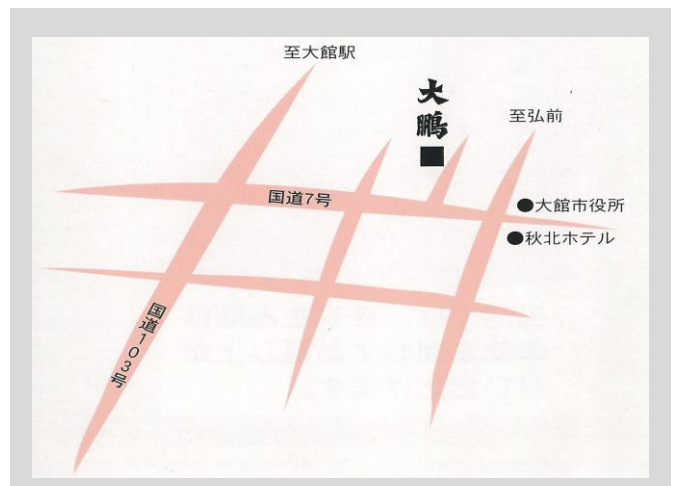 至大館駅
大鵬
至弘前
国道7号
●大館市役所
●秋北ホテル
国道103号